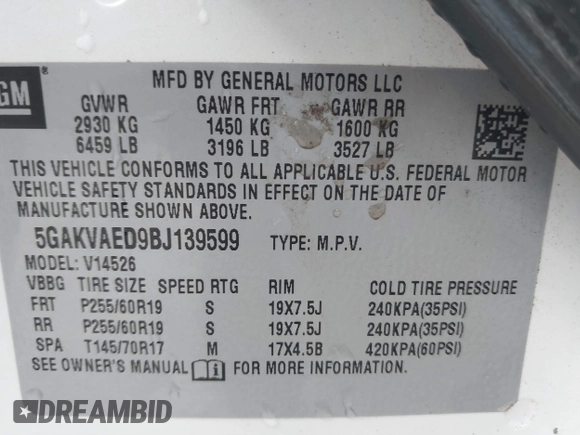 GM
MFD BY GENERAL MOTORS LLC
GVWR GAWR FRT GAWR RR
2930 KG 1450 KG 1600 KG
6459 LB 3196 LB 3527 LB
THIS VEHICLE CONFORMS TO ALL APPLICABLE U.S. FEDERAL MOTOR
VEHICLE SAFETY STANDARDS IN EFFECT ON THE DATE OF
MANUFACTURE SHOWN ABOVE.
5GAKVAED9BJ139599 TYPE: M.P.V.
MODEL: V14526
VBBG TIRE SIZE SPEED RTG RIM COLD TIRE PRESSURE
FRT P255/60R19 S 19X7.5J 240KPA(35PSI)
RR P255/60R19 S 19X7.5J 240KPA(35PSI)
SPA T145/70R17 M 17X4.5B 420KPA(60PSI)
SEE OWNER'S MANUAL FOR MORE INFORMATION.
DREAMBID